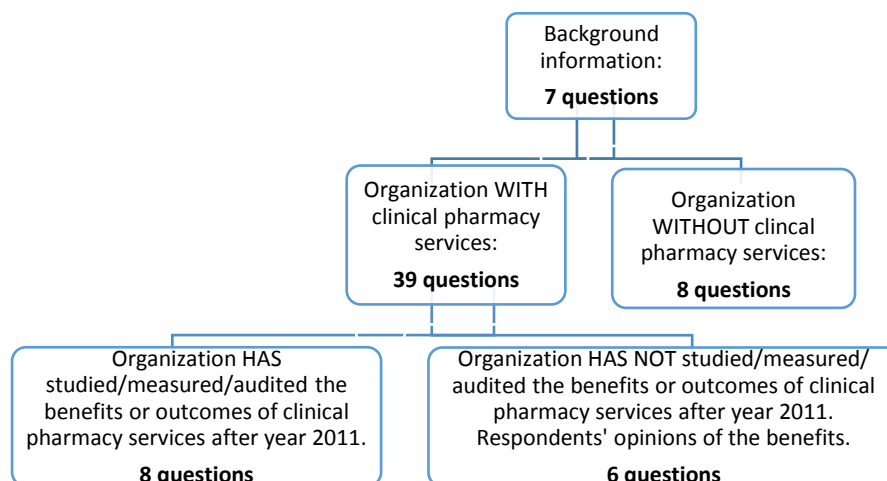 Background
information:
7 questions
Organization WITH
clinical pharmacy
services:
39 questions
Organization
WITHOUT clincal
pharmacy services:
8 questions
Organization HAS
studied/measured/audited the
benefits or outcomes of clinical
pharmacy services after year 2011.
8 questions
Organization HAS NOT studied/measured/
audited the benefits or outcomes of clinical
pharmacy services after year 2011.
Respondents' opinions of the benefits.
6 questions